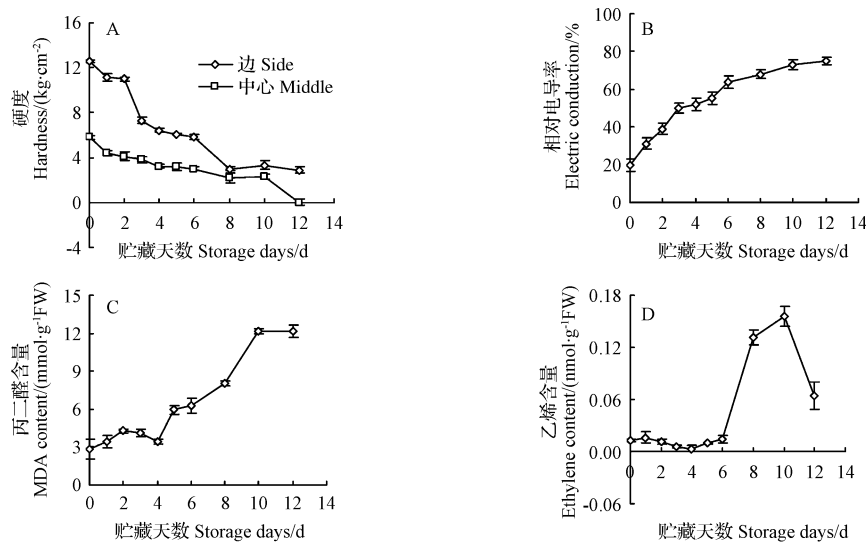 A
硬度
Hardness/(kg·cm⁻²)
16
12
8
4
0
-4
边 Side
中心 Middle
0 2 4 6 8 10 12 14
贮藏天数 Storage days/d
B
相对电导率
Electric conduction/%
100
80
60
40
20
0
0 2 4 6 8 10 12 14
贮藏天数 Storage days/d
C
丙二醛含量
MDA content/(mmol·g⁻¹FW)
15
12
9
6
3
0
0 2 4 6 8 10 12 14
贮藏天数 Storage days/d
D
乙烯含量
Ethylene content/(nmol·g⁻¹FW)
0.18
0.12
0.06
0.00
-0.06
0 2 4 6 8 10 12 14
贮藏天数 Storage days/d